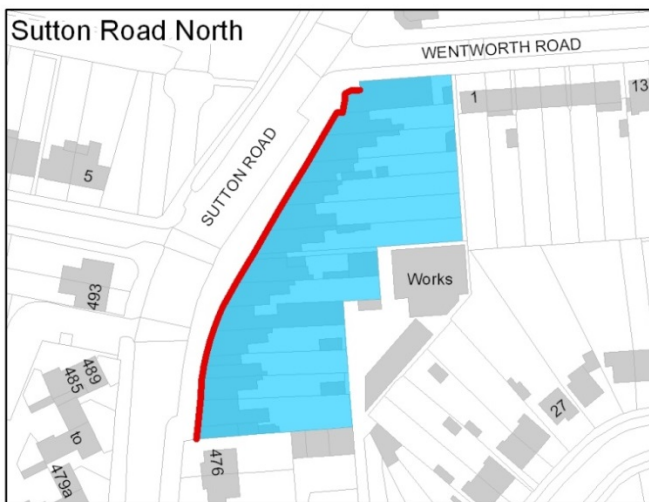 Sutton Road North
WENTWORTH ROAD
1
13
SUTTON ROAD
5
Works
493
489
485
to
479a
476
27